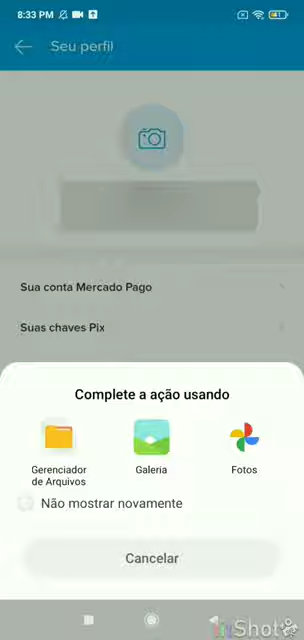 8:33 PM
Seu perfil
Sua conta Mercado Pago
Suas chaves Pix
Complete a ação usando
Gerenciador
de Arquivos
Galeria
Fotos
Não mostrar novamente
Cancelar
VivShot